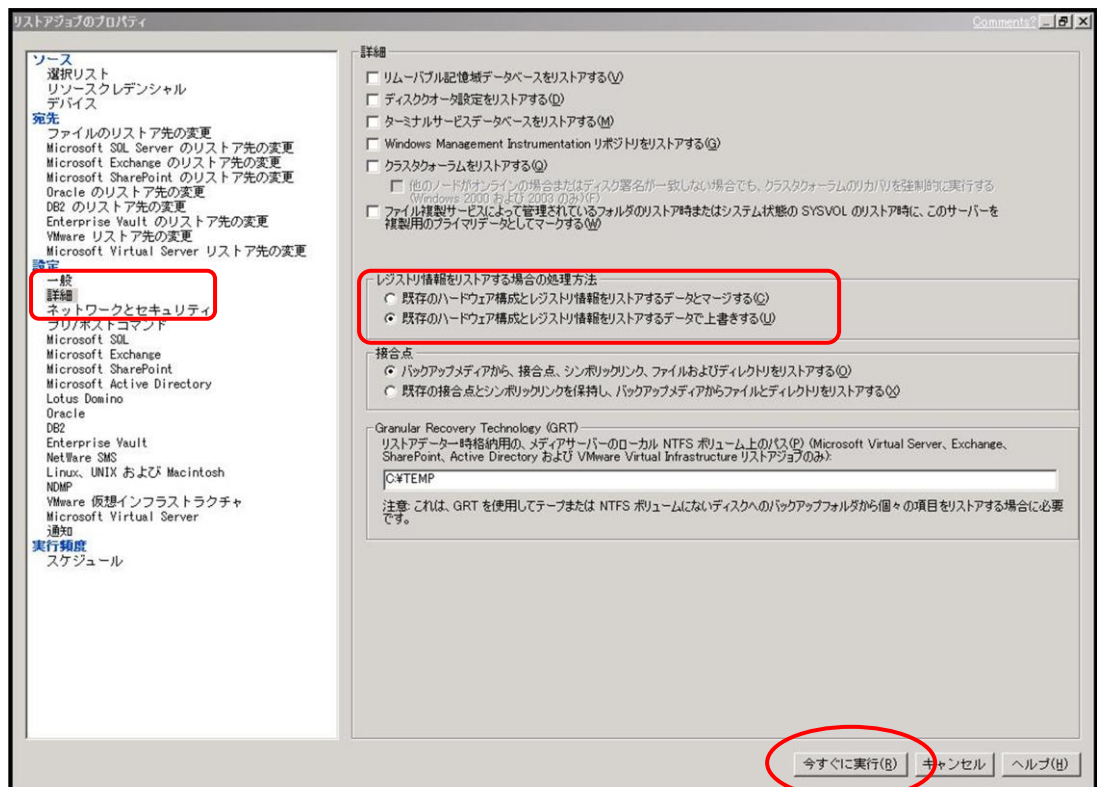 リストアジョブのプロパティ
Comments?
ソース
選択リスト
リソースクレデンシャル
デバイス
宛先
ファイルのリストア先の変更
Microsoft SQL Server のリストア先の変更
Microsoft Exchange のリストア先の変更
Microsoft SharePoint のリストア先の変更
Oracle のリストア先の変更
DB2 のリストア先の変更
Enterprise Vault のリストア先の変更
VMware リストア先の変更
Microsoft Virtual Server リストア先の変更
設定
一般
詳細
ネットワークとセキュリティ
プリ/ポストコマンド
Microsoft SQL
Microsoft Exchange
Microsoft SharePoint
Microsoft Active Directory
Lotus Domino
Oracle
DB2
Enterprise Vault
NetWare SMS
Linux、UNIX および Macintosh
NDMP
VMware 仮想インフラストラクチャ
Microsoft Virtual Server
通知
実行頻度
スケジュール
詳細
リムーバブル記憶域データベースをリストアする(V)
ディスククオータ設定をリストアする(D)
ターミナルサービスデータベースをリストアする(M)
Windows Management Instrumentation リポジトリをリストアする(G)
クラスタクォーラムをリストアする(Q)
他のノードがオンラインの場合またはディスク署名が一致しない場合でも、クラスタクォーラムのリカバリを強制的に実行する
(Windows 2000 および 2003 のみ)(F)
ファイル複製サービスによって管理されているフォルダのリストア時またはシステム状態の SYSVOL のリストア時に、このサーバーを
複製用のプライマリデータとしてマークする(W)
レジストリ情報をリストアする場合の処理方法
既存のハードウェア構成とレジストリ情報をリストアするデータとマージする(C)
既存のハードウェア構成とレジストリ情報をリストアするデータで上書きする(U)
接合点
バックアップメディアから、接合点、シンボリックリンク、ファイルおよびディレクトリをリストアする(O)
既存の接合点とシンボリックリンクを保持し、バックアップメディアからファイルとディレクトリをリストアする(X)
Granular Recovery Technology (GRT)
リストアデータ一時格納用の、メディアサーバーのローカル NTFS ボリューム上のパス(P) (Microsoft Virtual Server、Exchange、
SharePoint、Active Directory および VMware Virtual Infrastructure リストアジョブのみ):
C:¥TEMP
注意: これは、GRT を使用してテープまたは NTFS ボリュームにないディスクへのバックアップフォルダから個々の項目をリストアする場合に必要
です。
今すぐに実行(R)
キャンセル
ヘルプ(H)